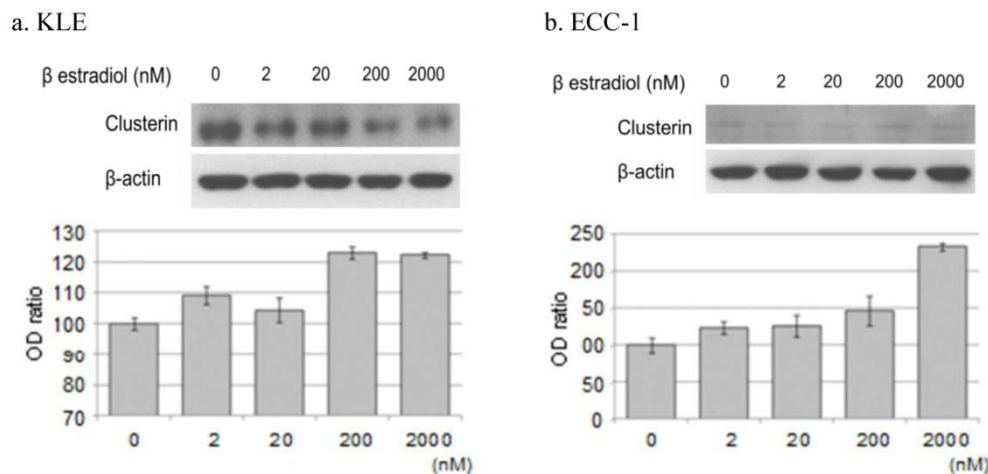 a. KLE
β estradiol (nM) 0 2 20 200 2000
Clusterin
β-actin
130
120
110
100
90
80
70
OD ratio
0 2 20 200 2000
(nM)
b. ECC-1
β estradiol (nM) 0 2 20 200 2000
Clusterin
β-actin
250
200
50
00
50
0
OD ratio
0 2 20 200 2000
(nM)